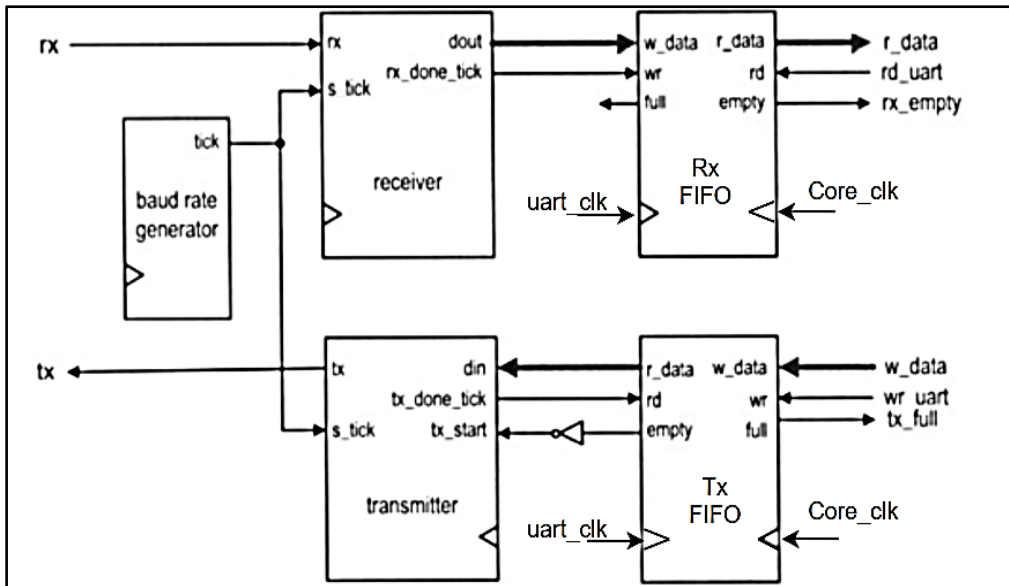 rx
rx
dout
w_data
r_data
r_data
rx_done_tick
wr
rd
rd_uart
s_tick
full
empty
rx_empty
tick
baud rate
generator
receiver
Rx
FIFO
uart_clk
Core_clk
tx
tx
din
r_data
w_data
w_data
tx_done_tick
rd
wr
wr_uart
s_tick
tx_start
empty
full
tx_full
transmitter
Tx
FIFO
uart_clk
Core_clk